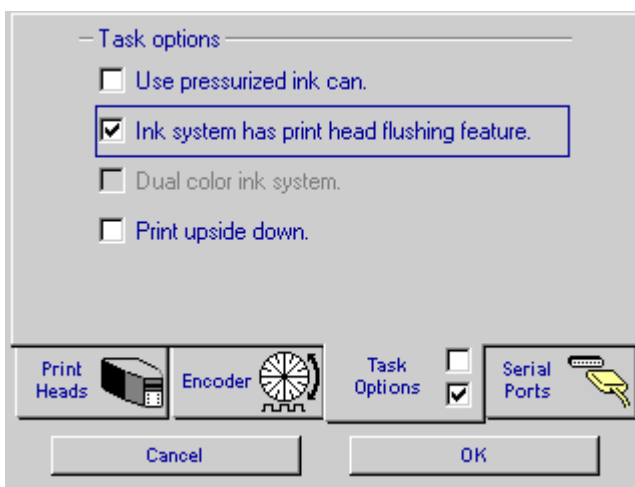 Task options
Use pressurized ink can.
Ink system has print head flushing feature.
Dual color ink system.
Print upside down.
Print
Heads
Encoder
Task
Options
Serial
Ports
Cancel
OK